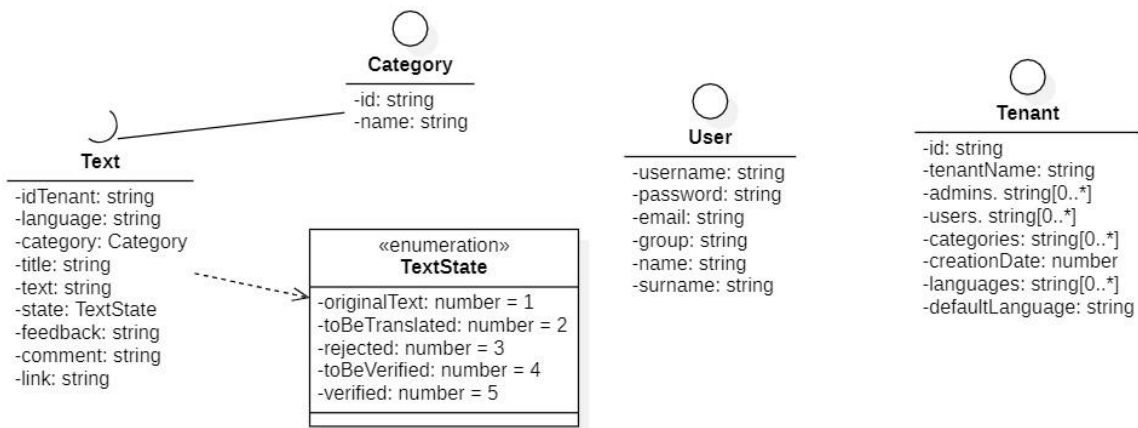 Category
-id: string
-name: string
Text
-idTenant: string
-language: string
-category: Category
-title: string
-text: string
-state: TextState
-feedback: string
-comment: string
-link: string
«enumeration»
TextState
-originalText: number = 1
-toBeTranslated: number = 2
-rejected: number = 3
-toBeVerified: number = 4
-verified: number = 5
User
-username: string
-password: string
-email: string
-group: string
-name: string
-surname: string
Tenant
-id: string
-tenantName: string
-admins. string[0..*]
-users. string[0..*]
-categories: string[0..*]
-creationDate: number
-languages: string[0..*]
-defaultLanguage: string